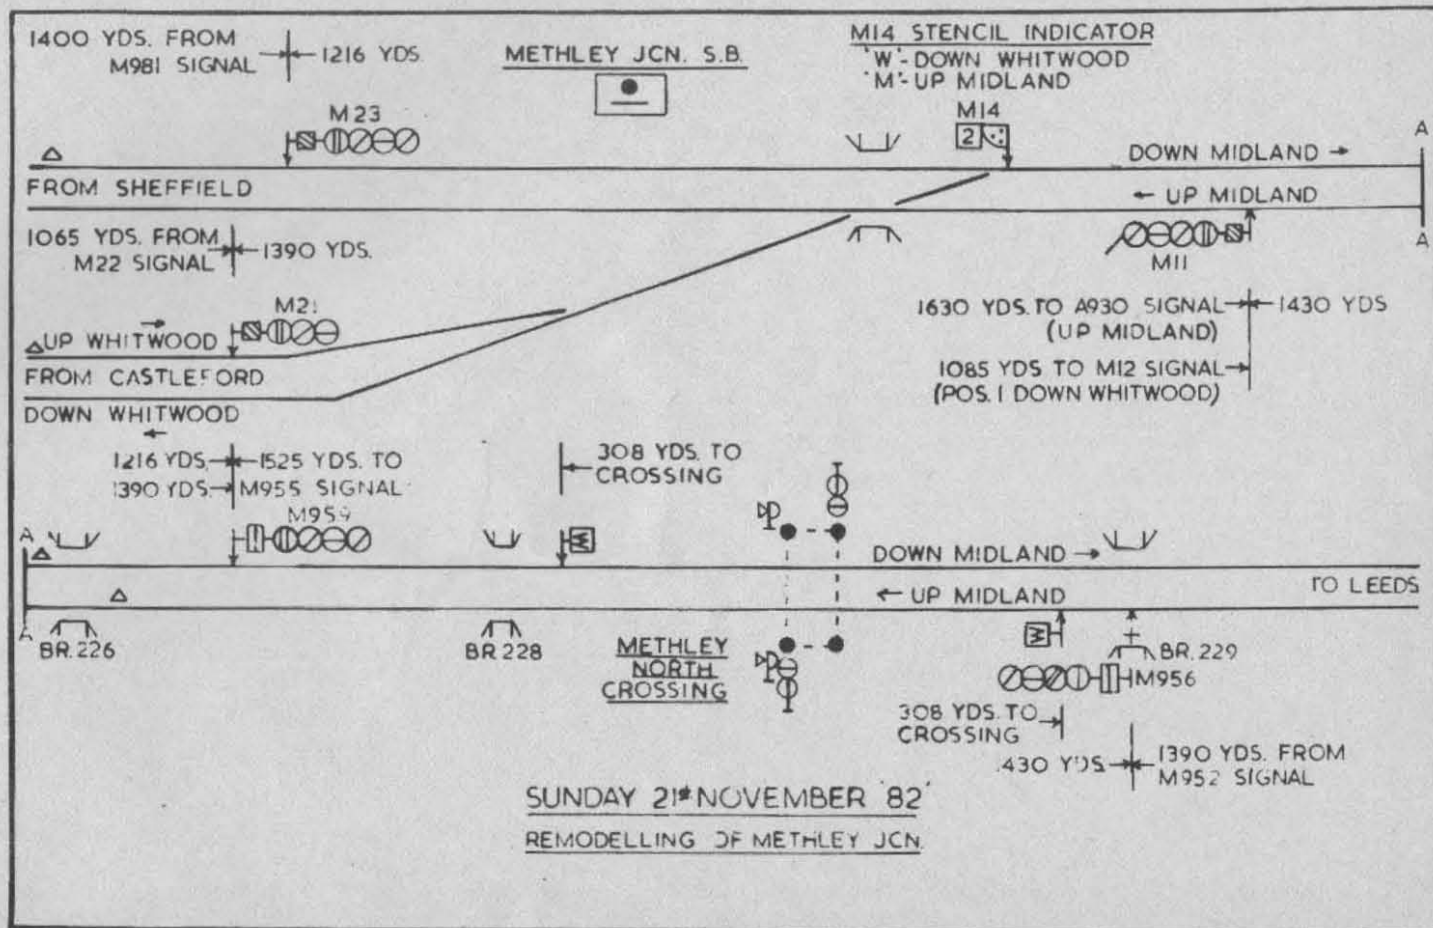 1400 YDS. FROM
M981 SIGNAL
1216 YDS.
METHLEY JCN. S.B.
M14 STENCIL INDICATOR
'W'-DOWN WHITWOOD
'M'-UP MIDLAND
M23
M14
2
A
DOWN MIDLAND →
FROM SHEFFIELD
← UP MIDLAND
1065 YDS. FROM
M22 SIGNAL
1390 YDS.
M11
A
M21
1630 YDS. TO A930 SIGNAL
(UP MIDLAND)
1430 YDS
UP WHITWOOD
FROM CASTLEFORD
DOWN WHITWOOD
1085 YDS TO M12 SIGNAL
(POS. 1 DOWN WHITWOOD)
1216 YDS.
1390 YDS.
1525 YDS. TO
M955 SIGNAL
308 YDS. TO
CROSSING
M959
W
A
DOWN MIDLAND →
← UP MIDLAND
TO LEEDS
A
BR. 226
BR. 228
METHLEY
NORTH
CROSSING
W
BR. 229
M956
308 YDS. TO
CROSSING
1430 YDS
1390 YDS. FROM
M952 SIGNAL
SUNDAY 21st NOVEMBER '82'
REMODELLING OF METHLEY JCN.